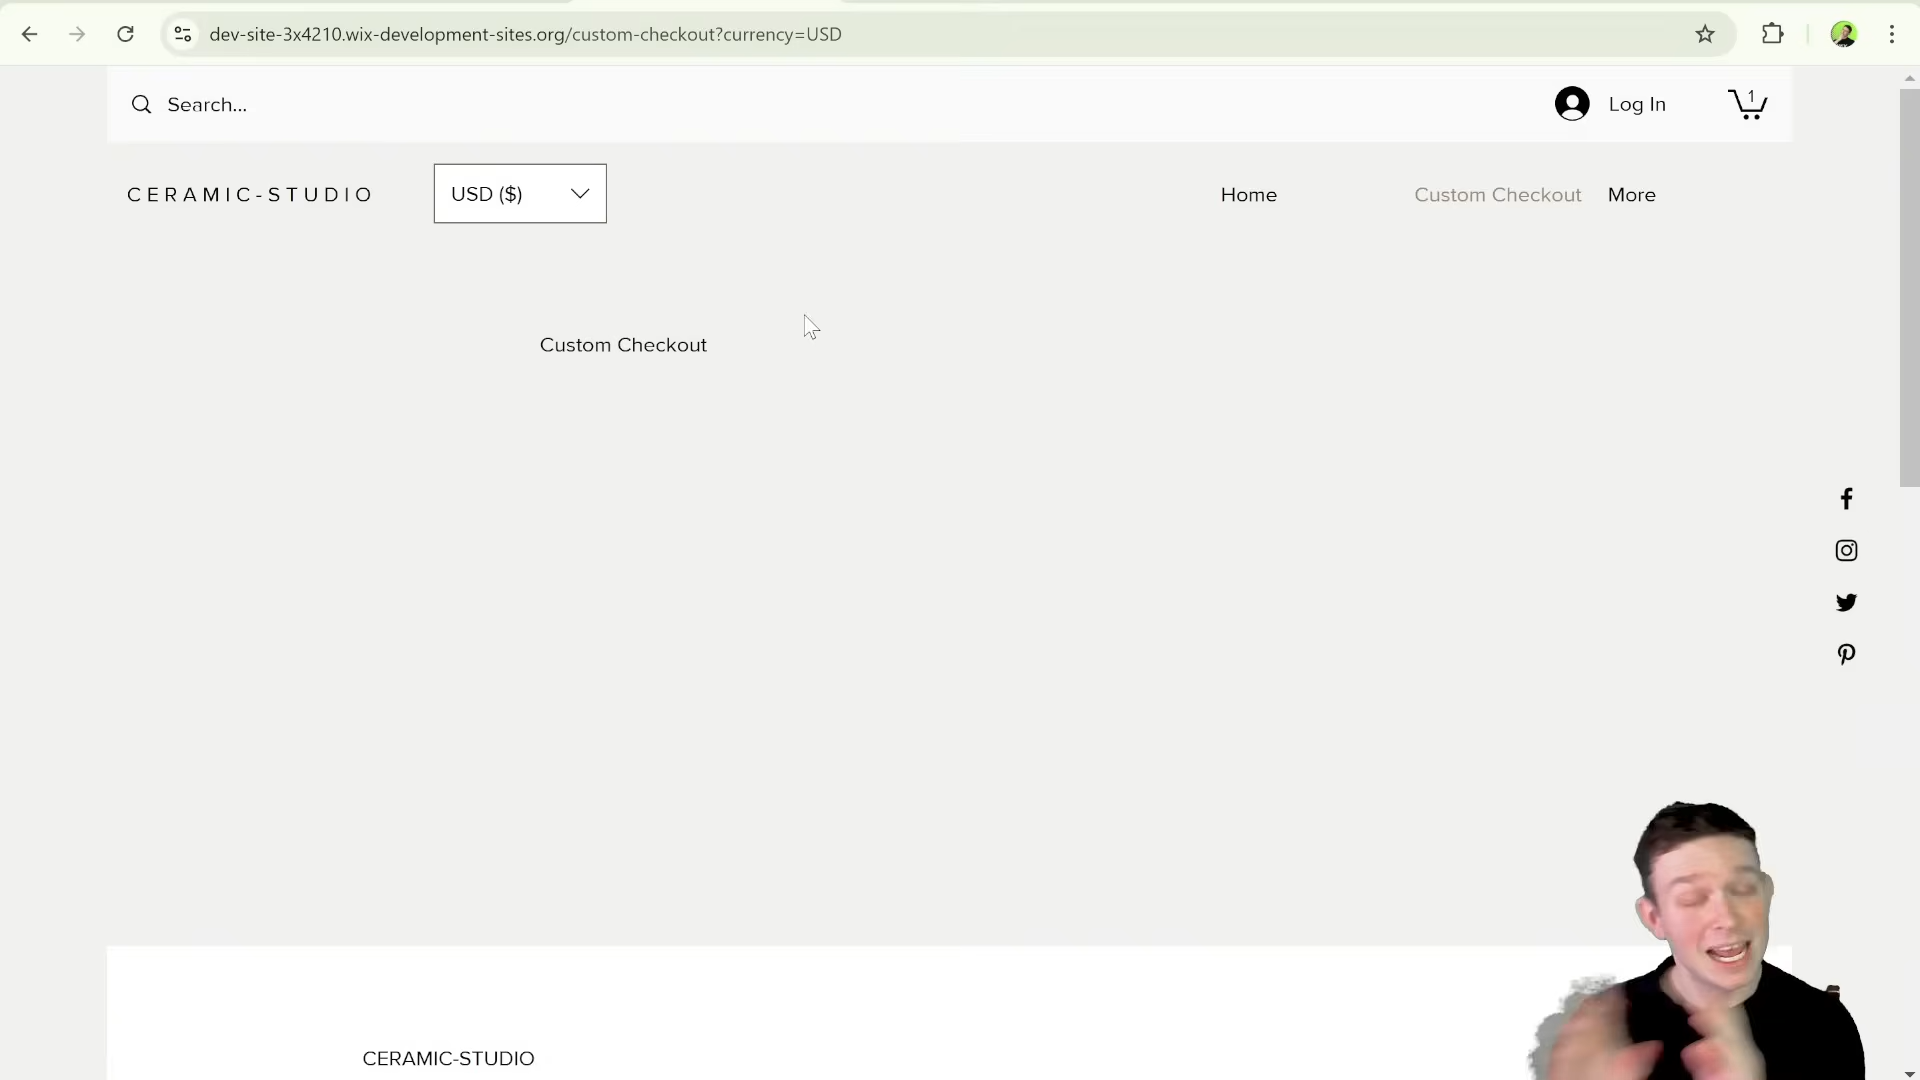 dev-site-3x4210.wix-development-sites.org/custom-checkout?currency=USD
Search...
Log In
1
CERAMIC-STUDIO
USD ($)
Home
Custom Checkout
More
Custom Checkout
CERAMIC-STUDIO